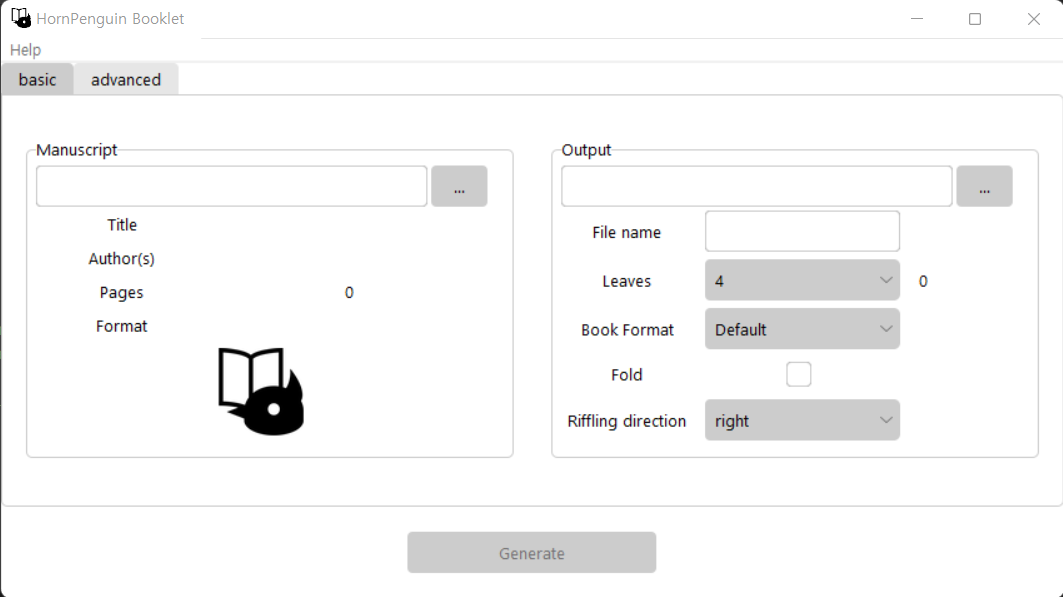 HornPenguin Booklet
Help
basic advanced
Manuscript
...
Title
Author(s)
Pages 0
Format
Output
...
File name
Leaves 4 0
Book Format Default
Fold
Riffling direction right
Generate